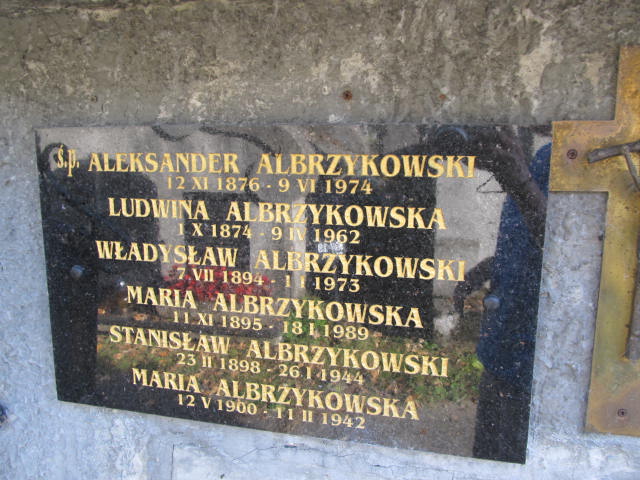 ś.p. ALEKSANDER ALBRZYKOWSKI
12 XI 1876 - 9 VI 1974
LUDWINA ALBRZYKOWSKA
1 X 1874 - 9 IV 1962
WŁADYSŁAW ALBRZYKOWSKI
7 VII 1894 - 1 I 1973
MARIA ALBRZYKOWSKA
11 XI 1895 - 18 I 1989
STANISŁAW ALBRZYKOWSKI
23 II 1898 - 26 I 1944
MARIA ALBRZYKOWSKA
12 V 1900 - 11 II 1942